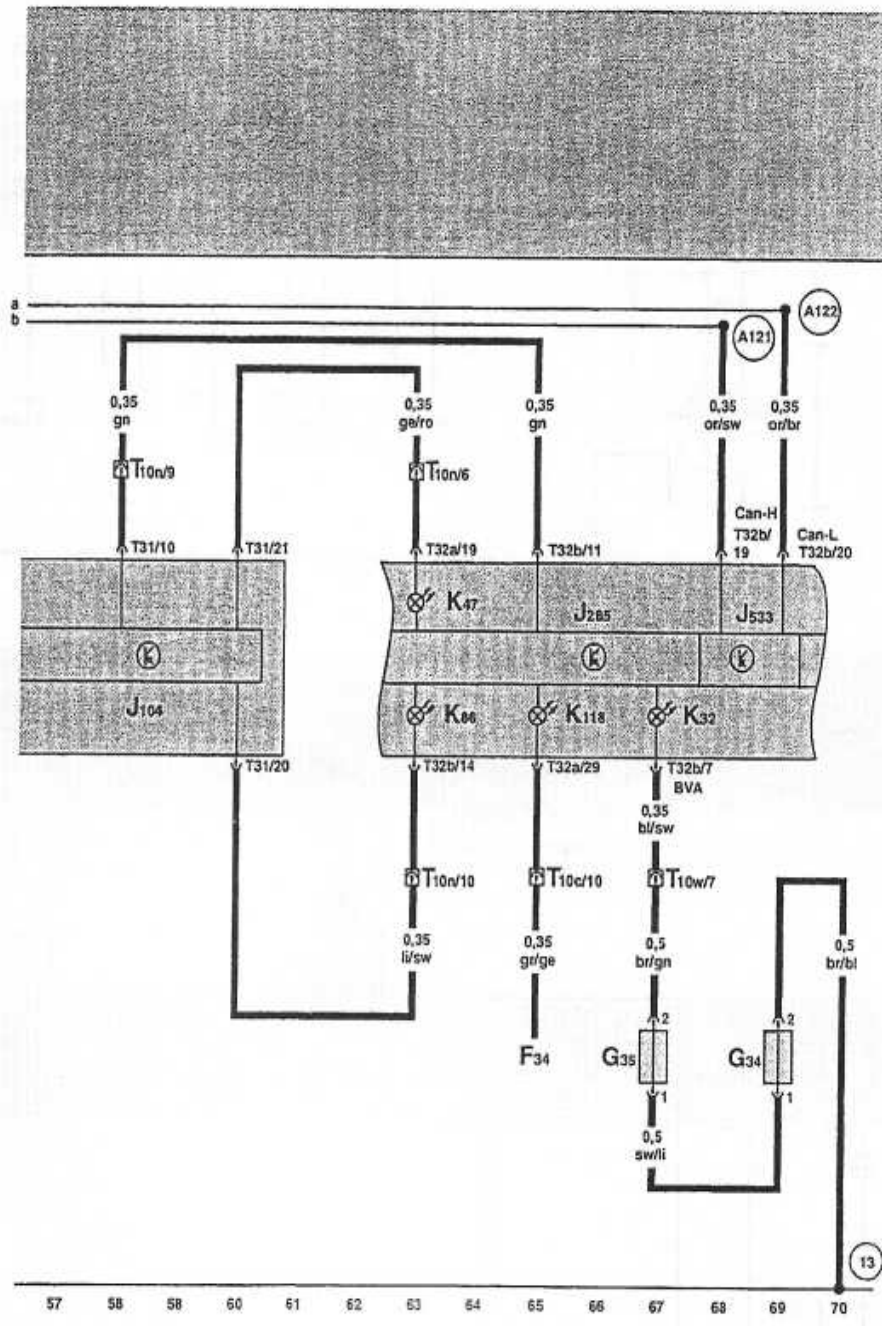 a
b
A122
A121
0,35
gn
0,35
ge/ro
0,35
gn
0,35
or/sw
0,35
or/br
T10n/9
T10n/6
Can-H
T32b/
19
Can-L
T32b/20
T31/10
T31/21
T32a/19
T32b/11
K47
J285
J533
J104
K86
K118
K32
T31/20
T32b/14
T32a/29
T32b/7
BVA
0,35
bl/sw
T10n/10
T10c/10
T10w/7
0,35
li/sw
0,35
gr/ge
0,5
br/gn
0,5
br/bl
2
2
F34
G35
G34
1
1
0,5
sw/li
13
57 58 58 60 61 62 63 64 65 66 67 68 69 70